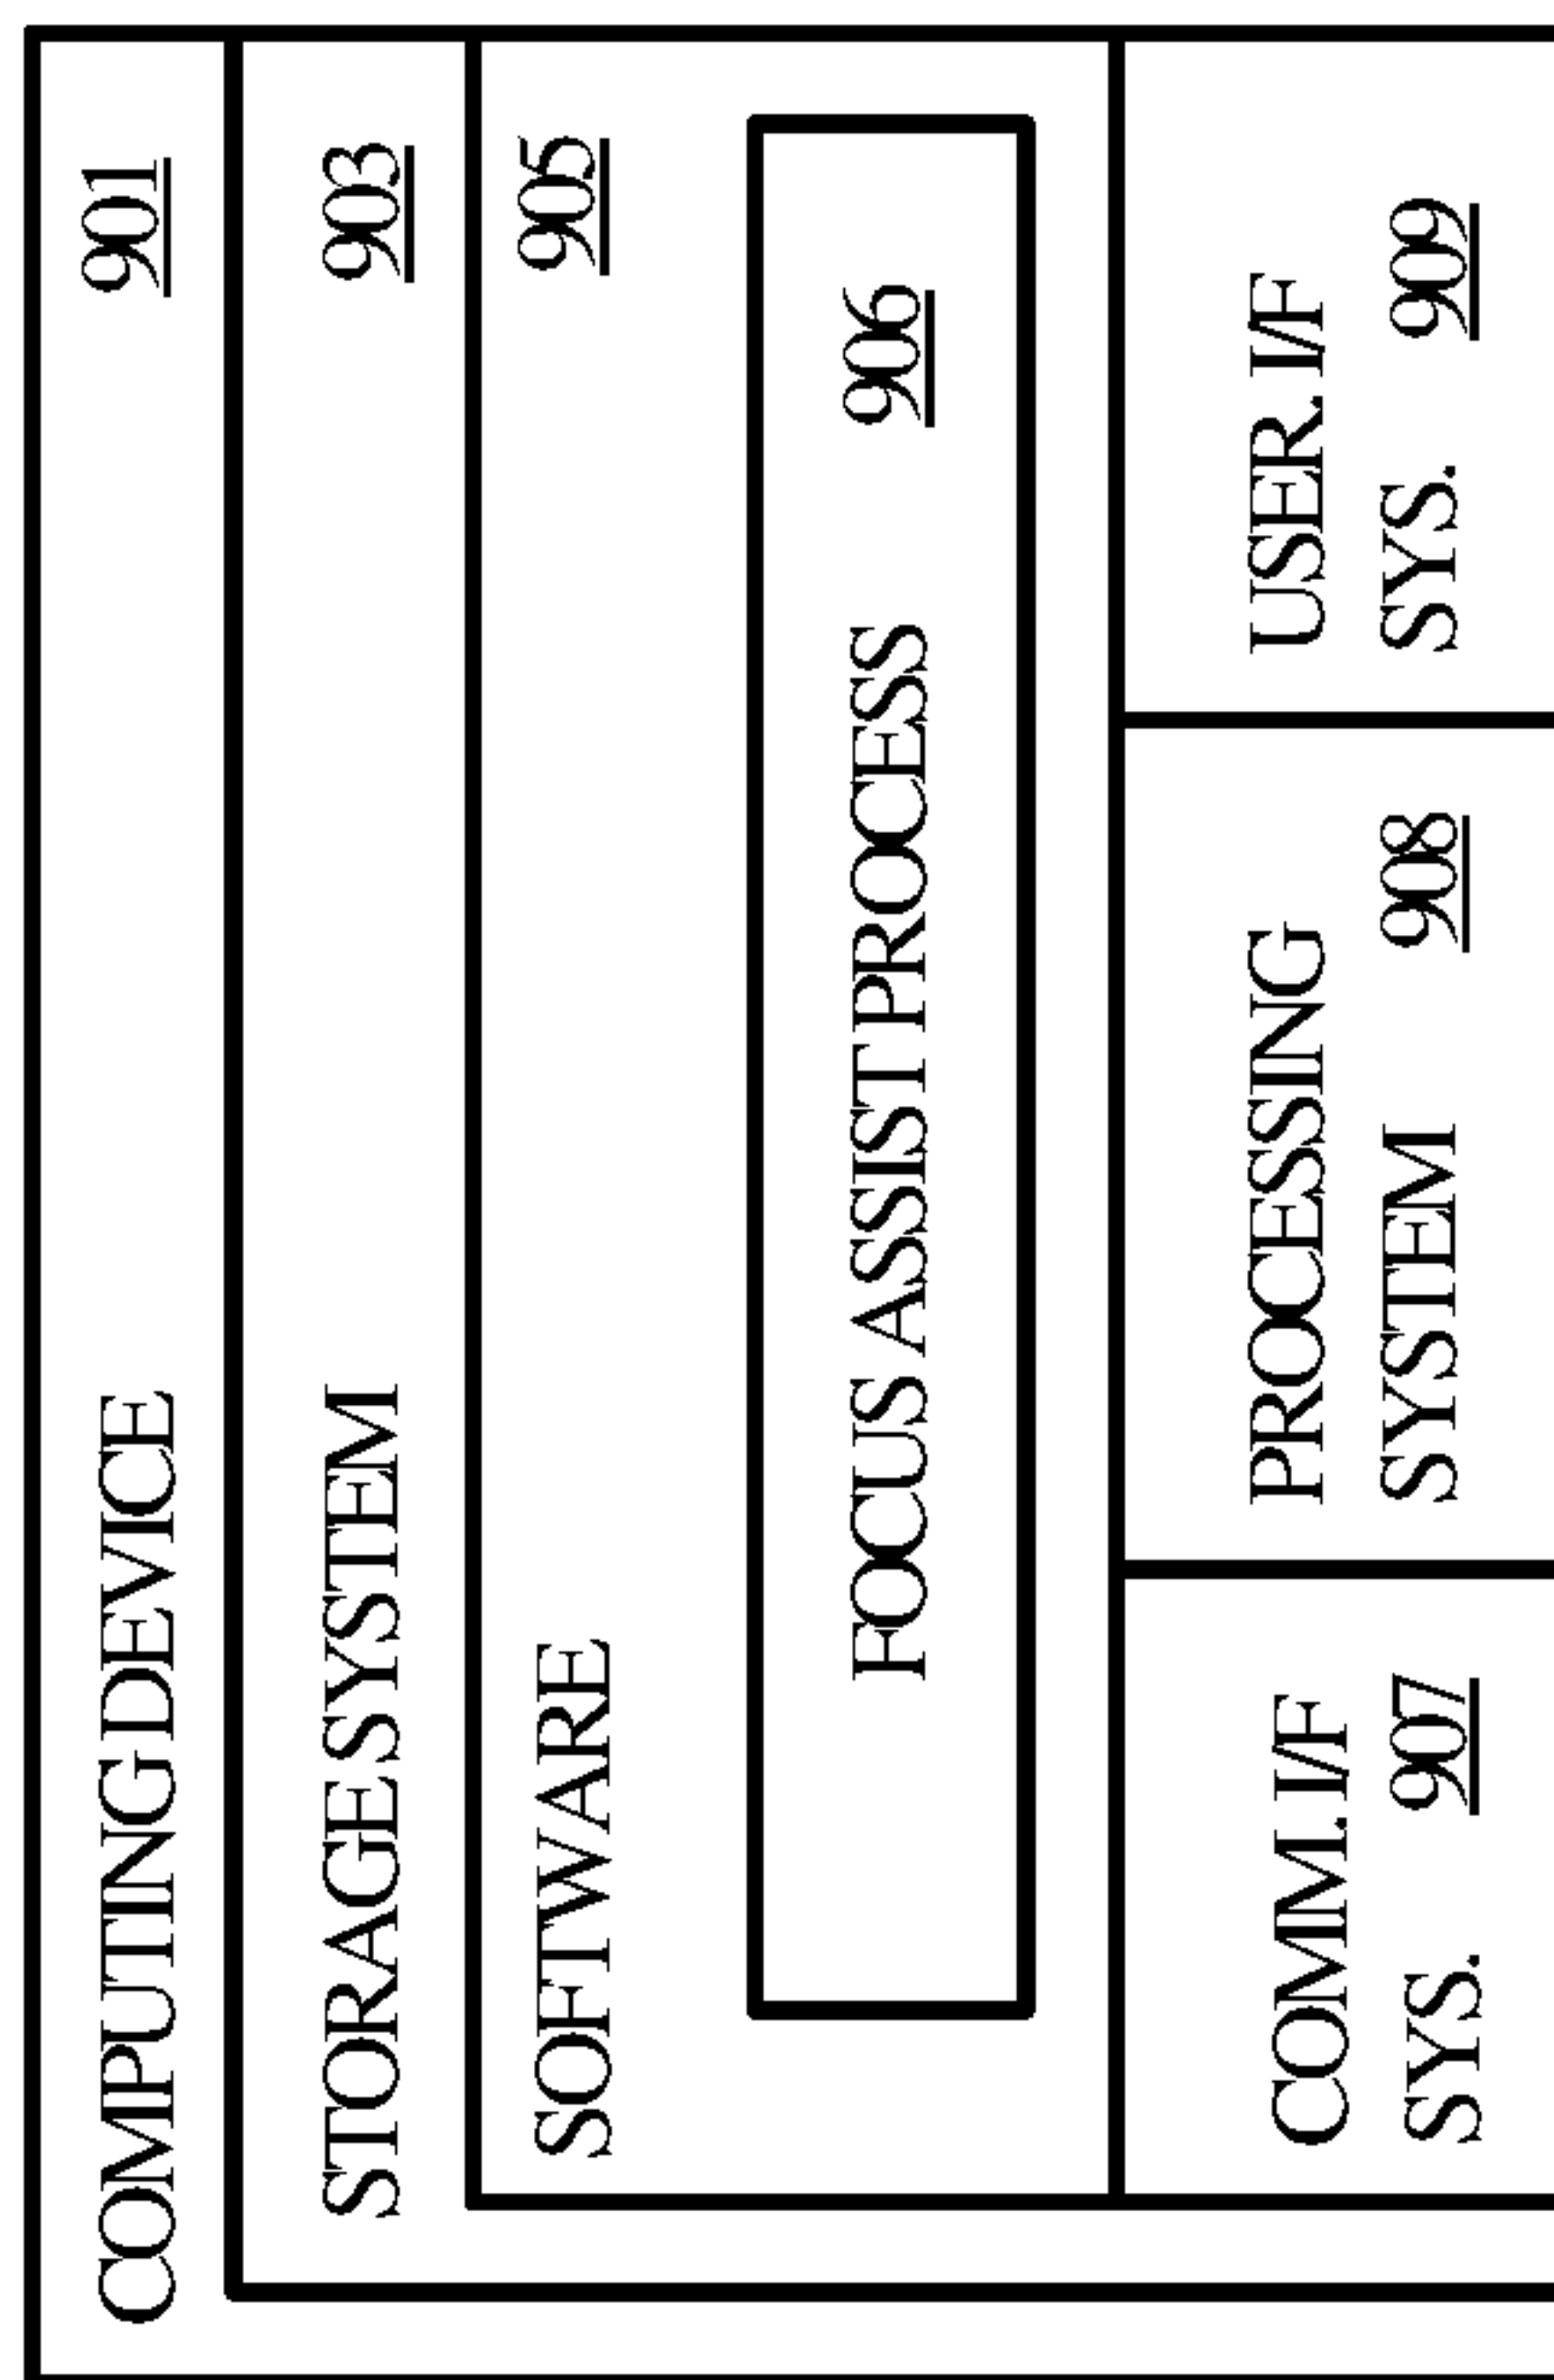 COMPUTING DEVICE 901
STORAGE SYSTEM 903
SOFTWARE 905
FOCUS ASSIST PROCESS 906
COMM. I/F
SYS. 907
PROCESSING
SYSTEM 908
USER. I/F
SYS. 909